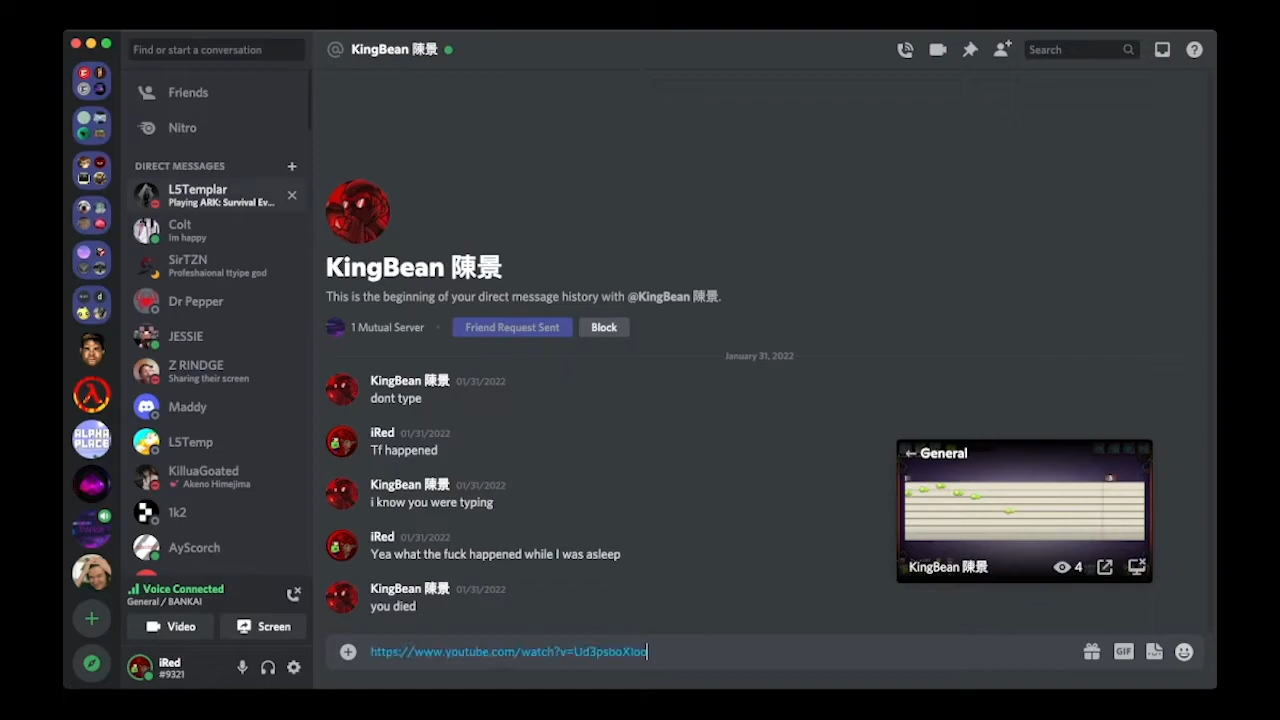 Find or start a conversation
Friends
Nitro
DIRECT MESSAGES
L5Templar
Playing ARK: Survival Ev...
Colt
Im happy
SirTZN
Profeshaional ttyipe god
Dr Pepper
JESSIE
Z RINDGE
Sharing their screen
Maddy
L5Temp
KilluaGoated
Akeno Himejima
1k2
AyScorch
Voice Connected
General / BANKAI
Video
Screen
iRed
#9321
ALPHA
PLACE
KingBean 陳景
Search
KingBean 陳景
This is the beginning of your direct message history with @KingBean 陳景.
1 Mutual Server
Friend Request Sent
Block
January 31, 2022
KingBean 陳景 01/31/2022
dont type
iRed 01/31/2022
Tf happened
KingBean 陳景 01/31/2022
i know you were typing
iRed 01/31/2022
Yea what the fuck happened while I was asleep
KingBean 陳景 01/31/2022
you died
General
KingBean 陳景
4
https://www.youtube.com/watch?v=Ud3psboXIoo
GIF